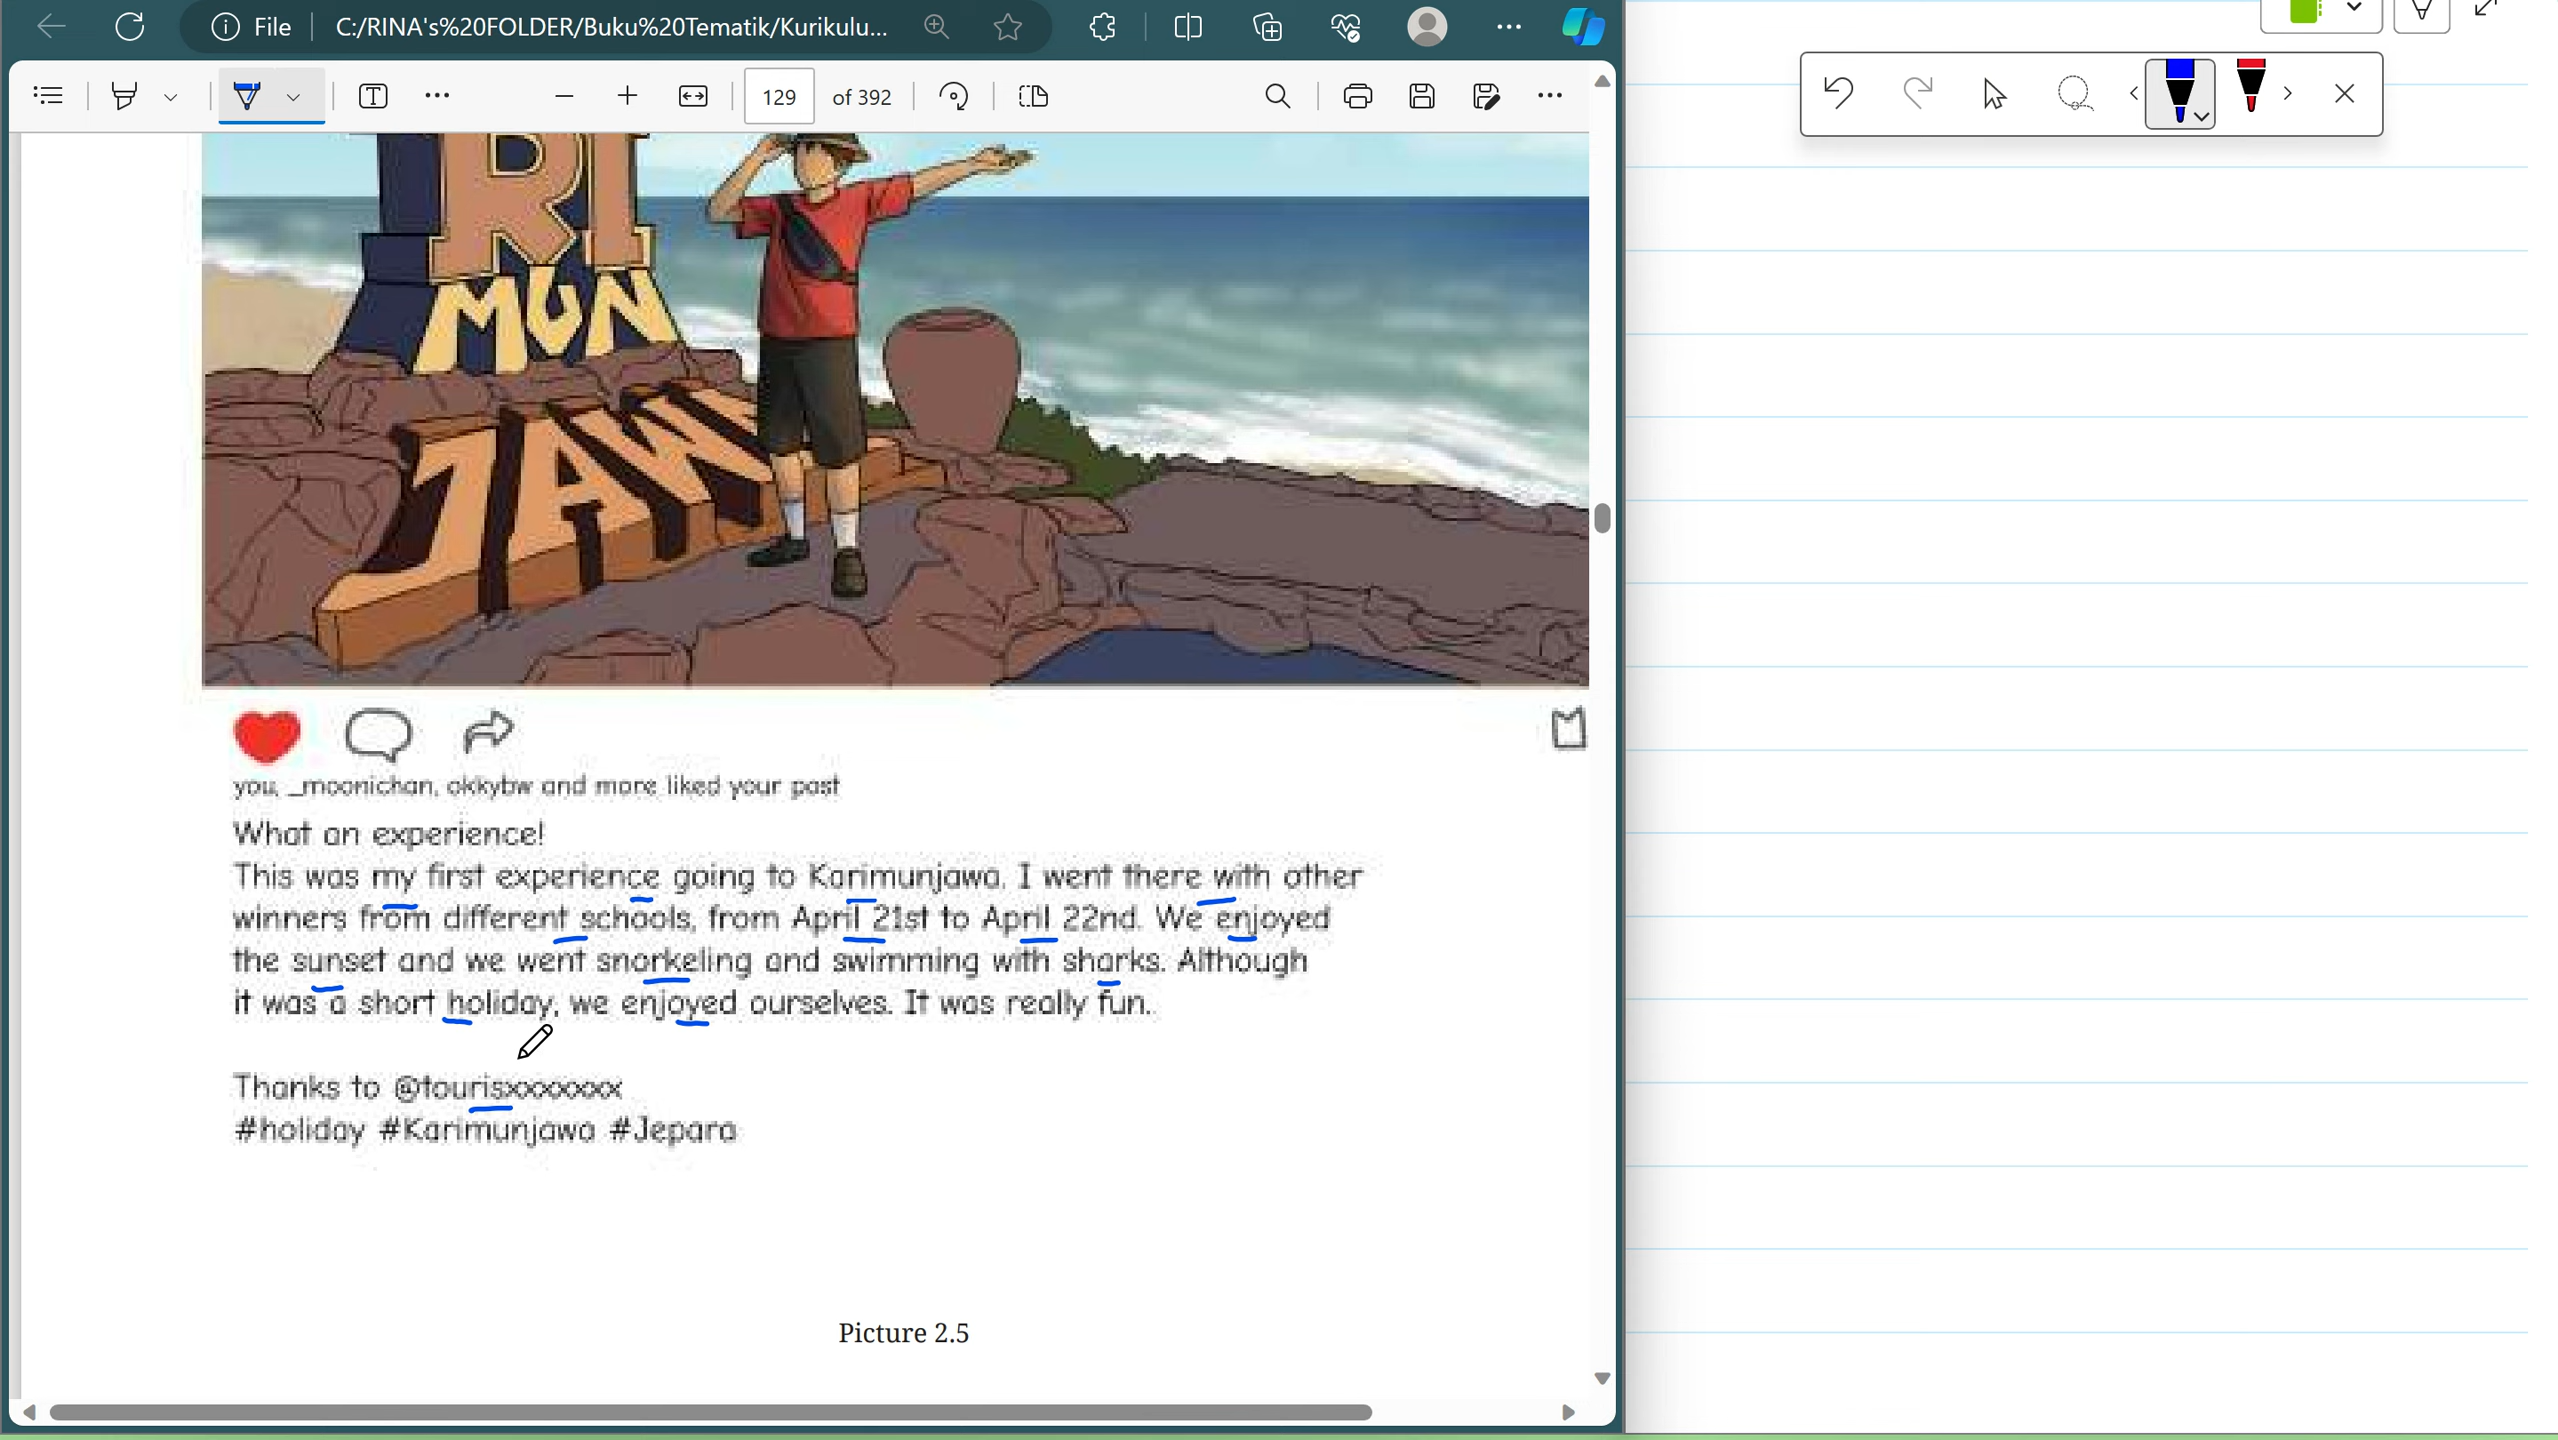 File C:/RINA's%20FOLDER/Buku%20Tematik/Kurikulu...
129 of 392
RI
MUN
JAW
you, _moonichan, okkybw and more liked your post
What an experience!
This was my first experience going to Karimunjawa. I went there with other
winners from different schools, from April 21st to April 22nd. We enjoyed
the sunset and we went snorkeling and swimming with sharks. Although
it was a short holiday, we enjoyed ourselves. It was really fun.
Thanks to @tourisxxxxxxx
#holiday #Karimunjawa #Jepara
Picture 2.5